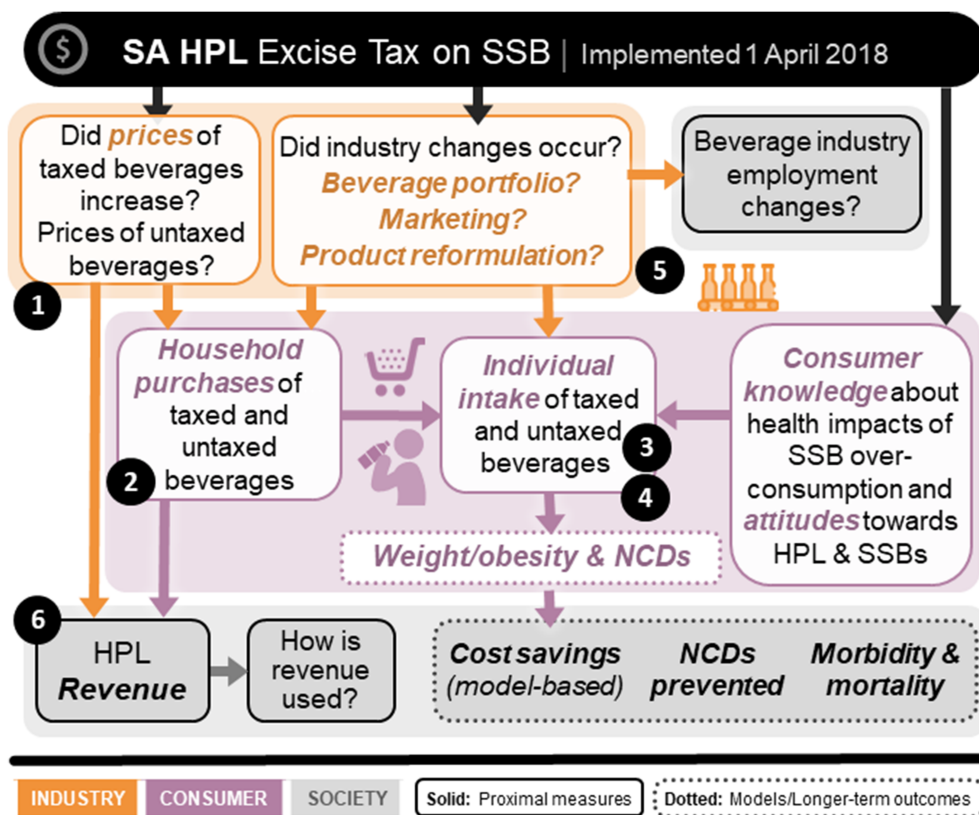 $
SA HPL Excise Tax on SSB | Implemented 1 April 2018
Did prices of
taxed beverages
increase?
Prices of untaxed
beverages?
1
Did industry changes occur?
Beverage portfolio?
Marketing?
Product reformulation?
5
Beverage industry
employment
changes?
Household
purchases of
taxed and
untaxed
beverages
2
Individual
intake of taxed
and untaxed
beverages
3
4
Consumer
knowledge about
health impacts of
SSB over-
consumption and
attitudes towards
HPL & SSBs
Weight/obesity & NCDs
6
HPL
Revenue
How is
revenue
used?
Cost savings
(model-based)
NCDs
prevented
Morbidity &
mortality
INDUSTRY
CONSUMER
SOCIETY
Solid: Proximal measures
Dotted: Models/Longer-term outcomes